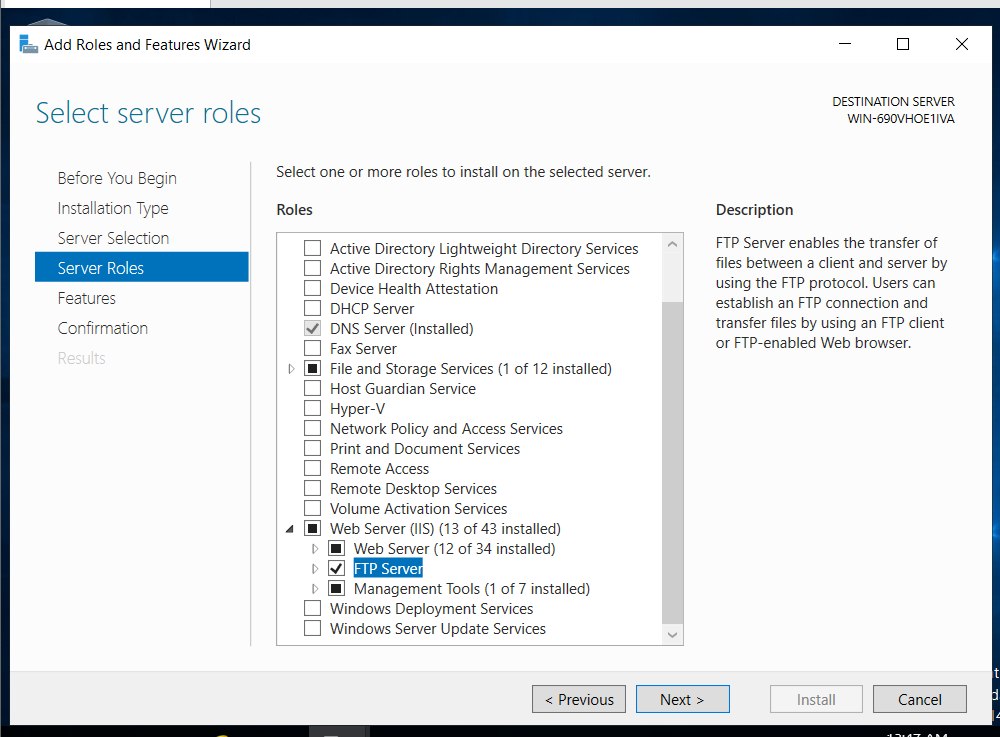 Add Roles and Features Wizard
Select server roles
DESTINATION SERVER
WIN-690VHOE1IVA
Before You Begin
Installation Type
Server Selection
Server Roles
Features
Confirmation
Results
Select one or more roles to install on the selected server.
Roles
Active Directory Lightweight Directory Services
Active Directory Rights Management Services
Device Health Attestation
DHCP Server
DNS Server (Installed)
Fax Server
File and Storage Services (1 of 12 installed)
Host Guardian Service
Hyper-V
Network Policy and Access Services
Print and Document Services
Remote Access
Remote Desktop Services
Volume Activation Services
Web Server (IIS) (13 of 43 installed)
Web Server (12 of 34 installed)
FTP Server
Management Tools (1 of 7 installed)
Windows Deployment Services
Windows Server Update Services
Description
FTP Server enables the transfer of
files between a client and server by
using the FTP protocol. Users can
establish an FTP connection and
transfer files by using an FTP client
or FTP-enabled Web browser.
< Previous
Next >
Install
Cancel